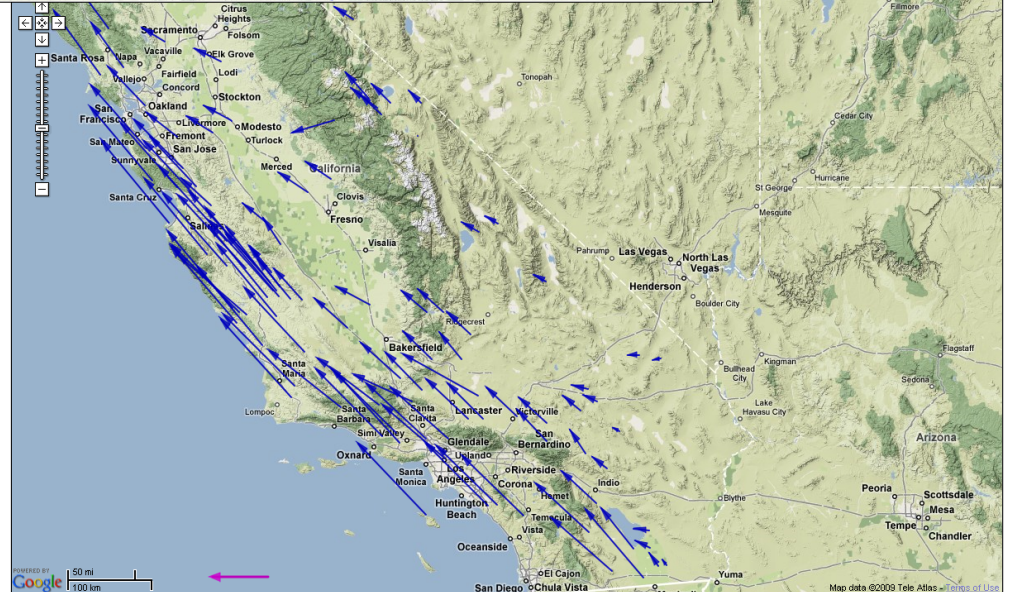 Citrus
Heights
Fillmore
Sacramento
Folsom
Santa Rosa
Napa
Vacaville
Elk Grove
Fairfield
Lodi
Vallejo
Concord
Tonopah
Stockton
Oakland
San
Francisco
Livermore
Modesto
Cedar City
San Mateo
Fremont
Turlock
San Jose
Sunnyvale
Merced
California
Hurricane
St George
Santa Cruz
Clovis
Fresno
Mesquite
Salinas
Visalia
Pahrump
Las Vegas
North Las
Vegas
Henderson
Boulder City
Ridgecrest
Bakersfield
Flagstaff
Kingman
Santa
Maria
Bullhead
City
Sedona
Lompoc
Santa
Barbara
Santa
Clarita
Lancaster
Victorville
Lake
Havasu City
Simi Valley
Glendale
San
Bernardino
Arizona
Oxnard
Upland
Los
Angeles
Santa
Monica
Riverside
Corona
Indio
Peoria
Scottsdale
Hemet
Blythe
Mesa
Huntington
Beach
Temecula
Tempe
Chandler
Vista
Oceanside
El Cajon
Yuma
San Diego
Chula Vista
POWERED BY
Google
50 mi
100 km
Map data ©2009 Tele Atlas - Terms of Use